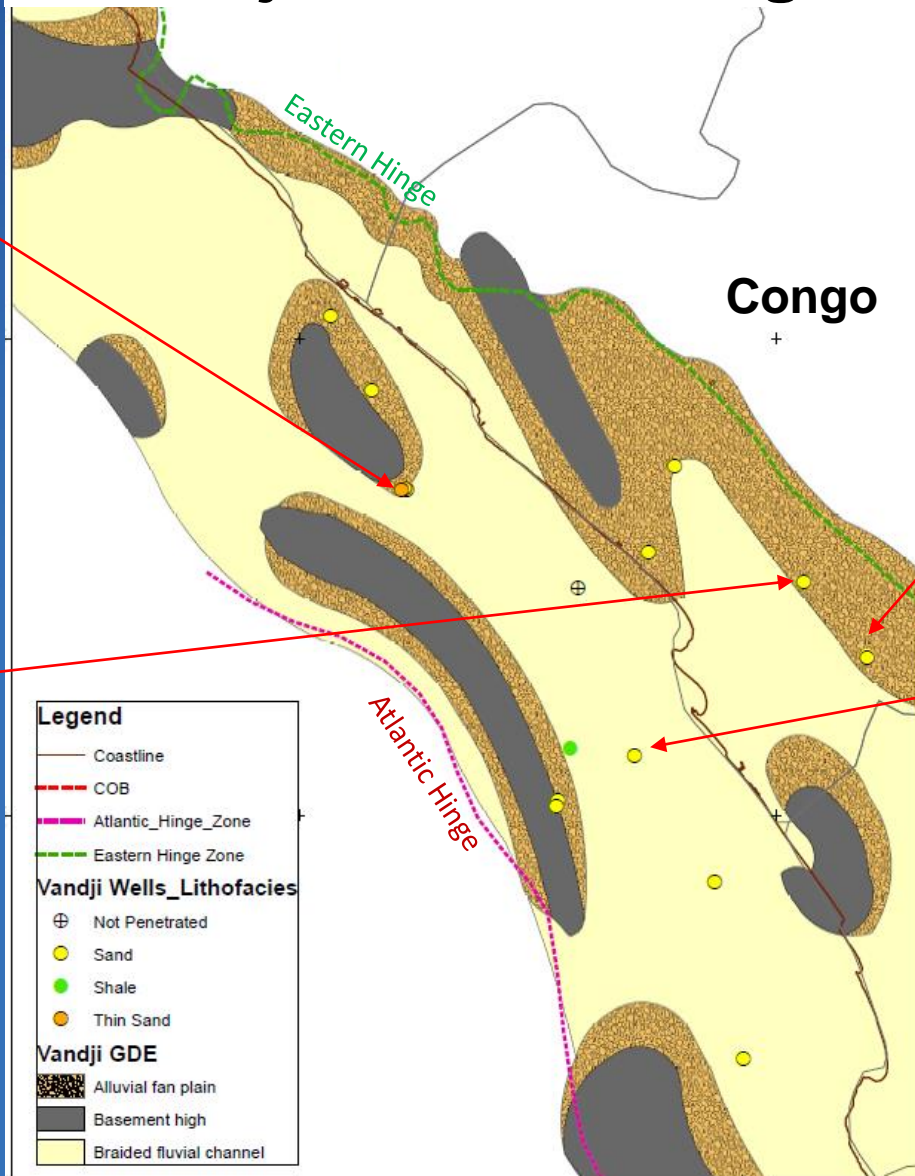 Eastern Hinge
Congo
Atlantic Hinge
Legend
Coastline
COB
Atlantic_Hinge_Zone
Eastern Hinge Zone
Vandji Wells_Lithofacies
Not Penetrated
Sand
Shale
Thin Sand
Vandji GDE
Alluvial fan plain
Basement high
Braided fluvial channel